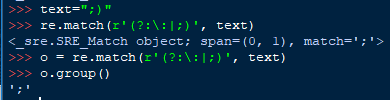 >>> text=";)"
>>> re.match(r'(?:\:|;)', text)
<_sre.SRE_Match object; span=(0, 1), match=';'>
>>> o = re.match(r'(?:\:|;)', text)
>>> o.group()
';'